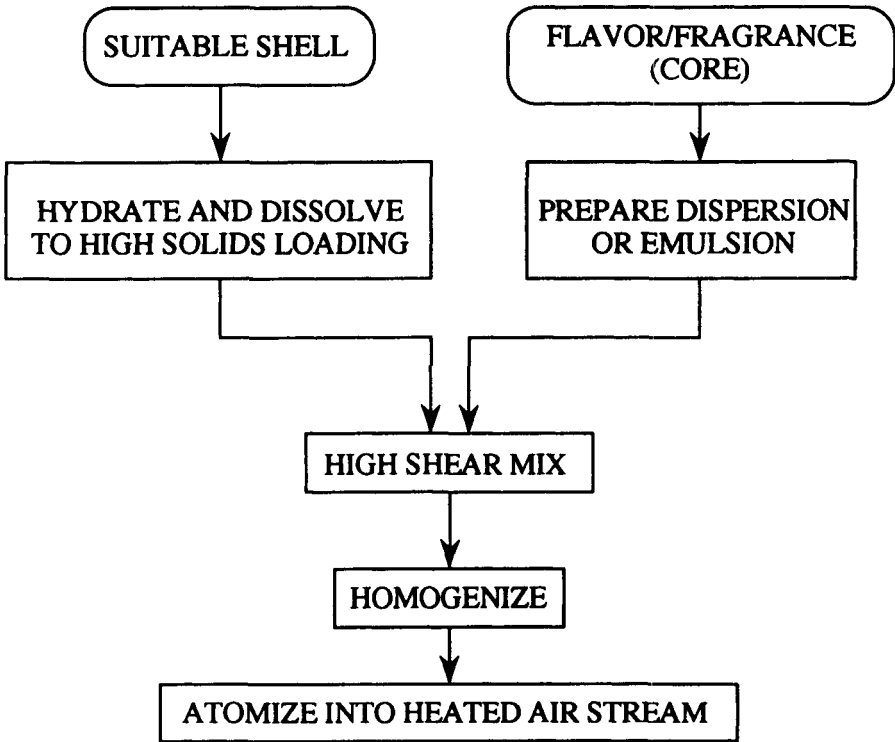 SUITABLE SHELL
FLAVOR/FRAGRANCE
(CORE)
HYDRATE AND DISSOLVE
TO HIGH SOLIDS LOADING
PREPARE DISPERSION
OR EMULSION
HIGH SHEAR MIX
HOMOGENIZE
ATOMIZE INTO HEATED AIR STREAM